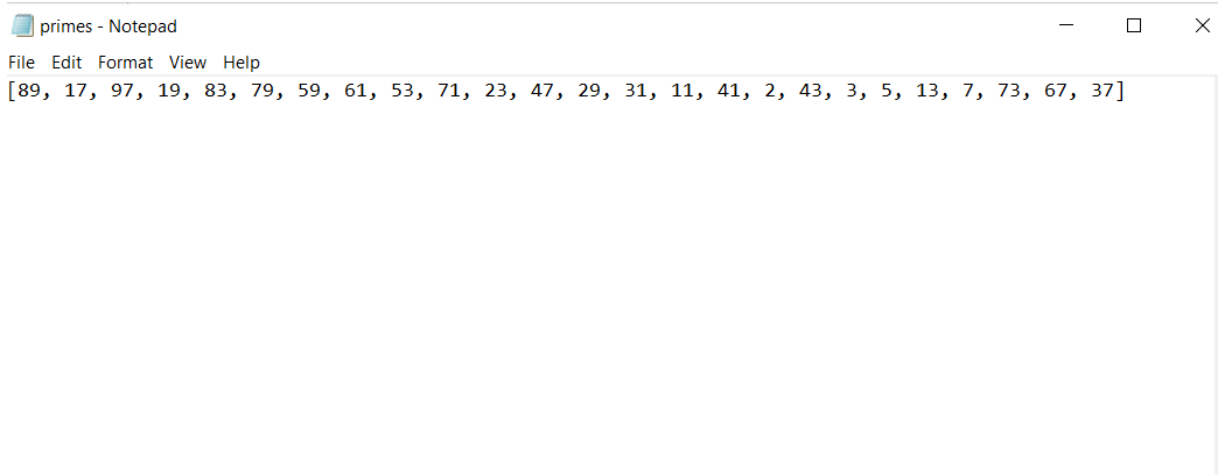 primes - Notepad
File Edit Format View Help
[89, 17, 97, 19, 83, 79, 59, 61, 53, 71, 23, 47, 29, 31, 11, 41, 2, 43, 3, 5, 13, 7, 73, 67, 37]